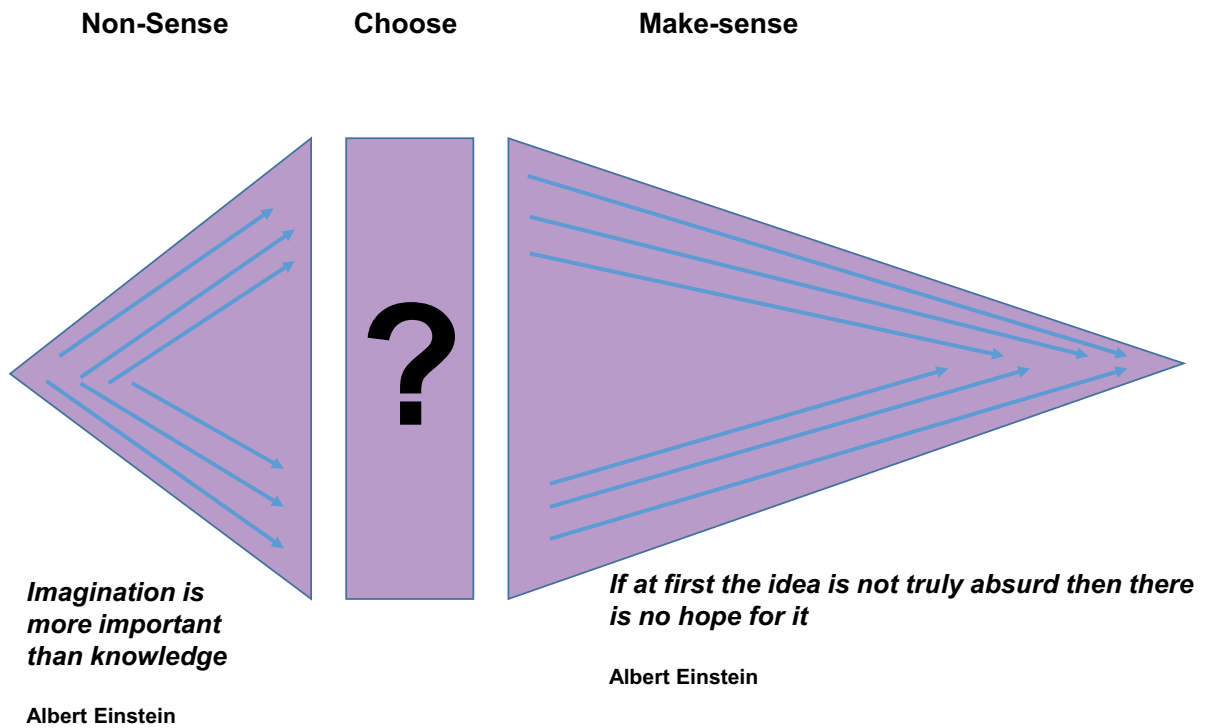 Non-Sense
Choose
Make-sense
?
Imagination is
more important
than knowledge
Albert Einstein
If at first the idea is not truly absurd then there
is no hope for it
Albert Einstein